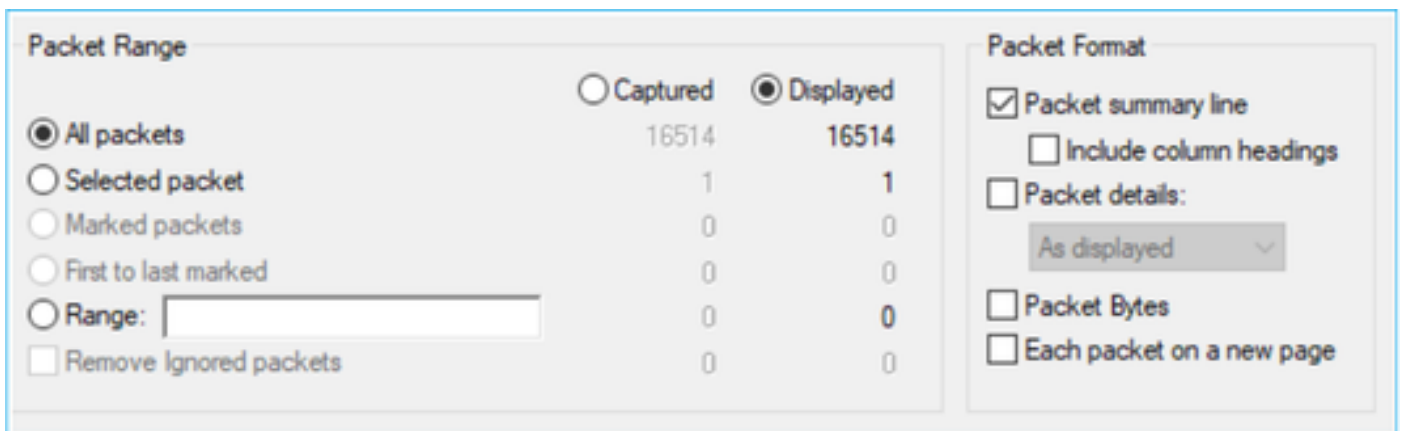 Packet Range
Captured Displayed
All packets 16514 16514
Selected packet 1 1
Marked packets 0 0
First to last marked 0 0
Range: 0 0
Remove Ignored packets 0 0
Packet Format
Packet summary line
Include column headings
Packet details:
As displayed
Packet Bytes
Each packet on a new page